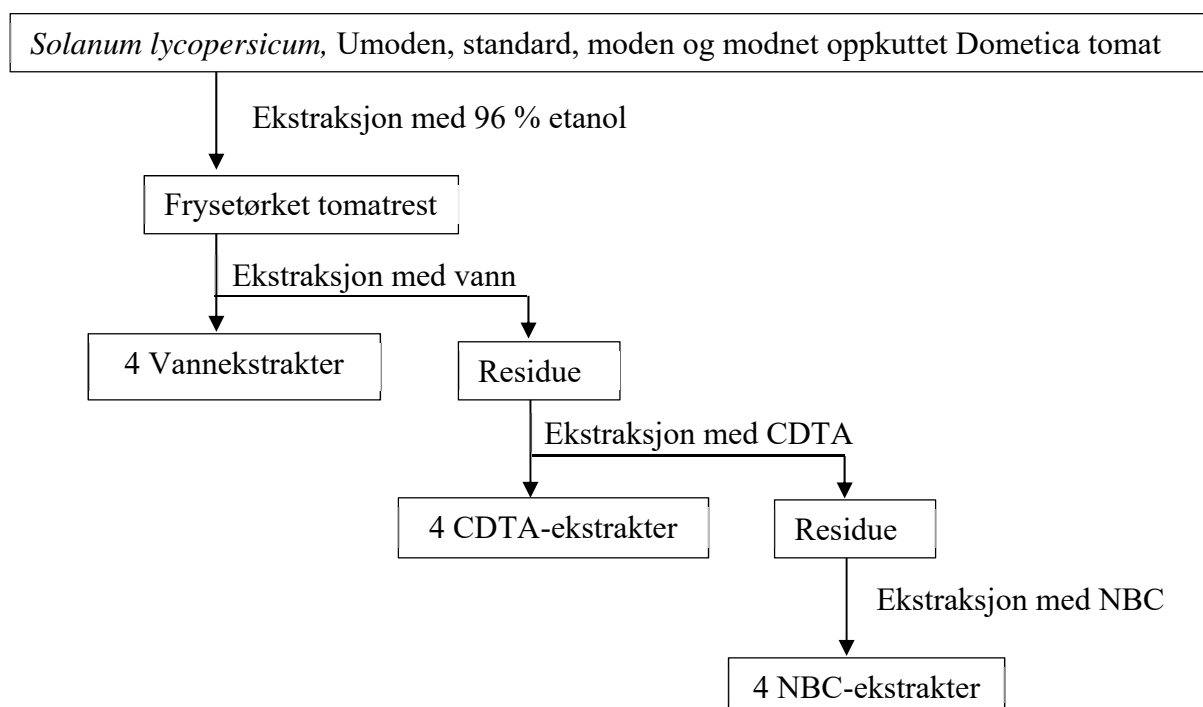 Solanum lycopersicum, Umoden, standard, moden og modnet oppkuttet Dometica tomat
Ekstraksjon med 96 % etanol
Frysetørket tomatrest
Ekstraksjon med vann
4 Vannekstrakter
Residue
Ekstraksjon med CDTA
4 CDTA-ekstrakter
Residue
Ekstraksjon med NBC
4 NBC-ekstrakter